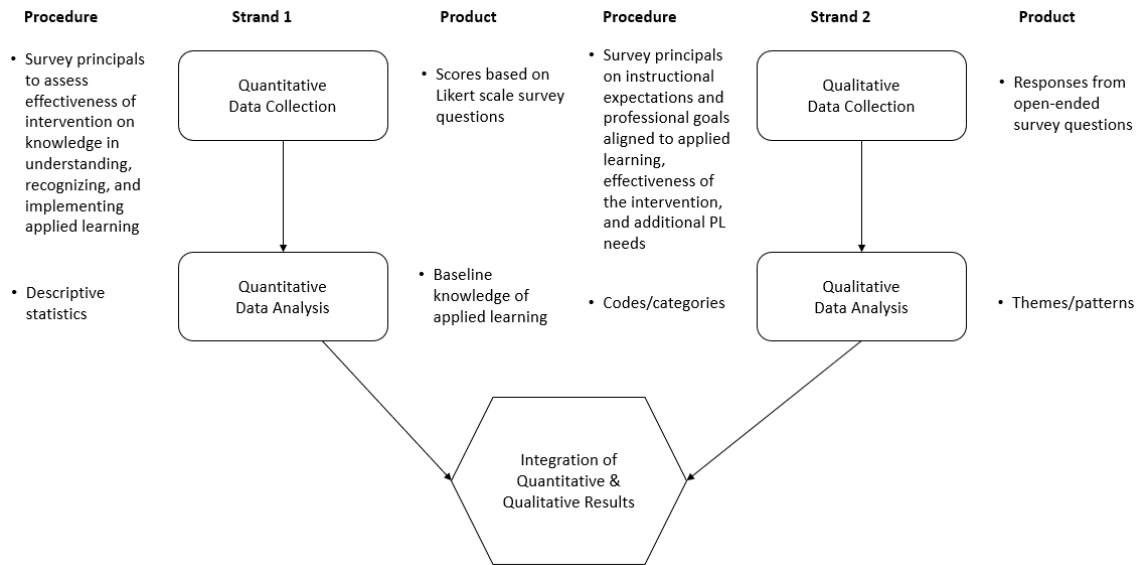 Procedure
Strand 1
Product
Procedure
Strand 2
Product
• Survey principals
to assess
effectiveness of
intervention on
knowledge in
understanding,
recognizing, and
implementing
applied learning
Quantitative
Data Collection
• Scores based on
Likert scale survey
questions
• Survey principals
on instructional
expectations and
professional goals
aligned to applied
learning,
effectiveness of
the intervention,
and additional PL
needs
Qualitative
Data Collection
• Responses from
open-ended
survey questions
• Descriptive
statistics
Quantitative
Data Analysis
• Baseline
knowledge of
applied learning
• Codes/categories
Qualitative
Data Analysis
• Themes/patterns
Integration of
Quantitative &
Qualitative Results